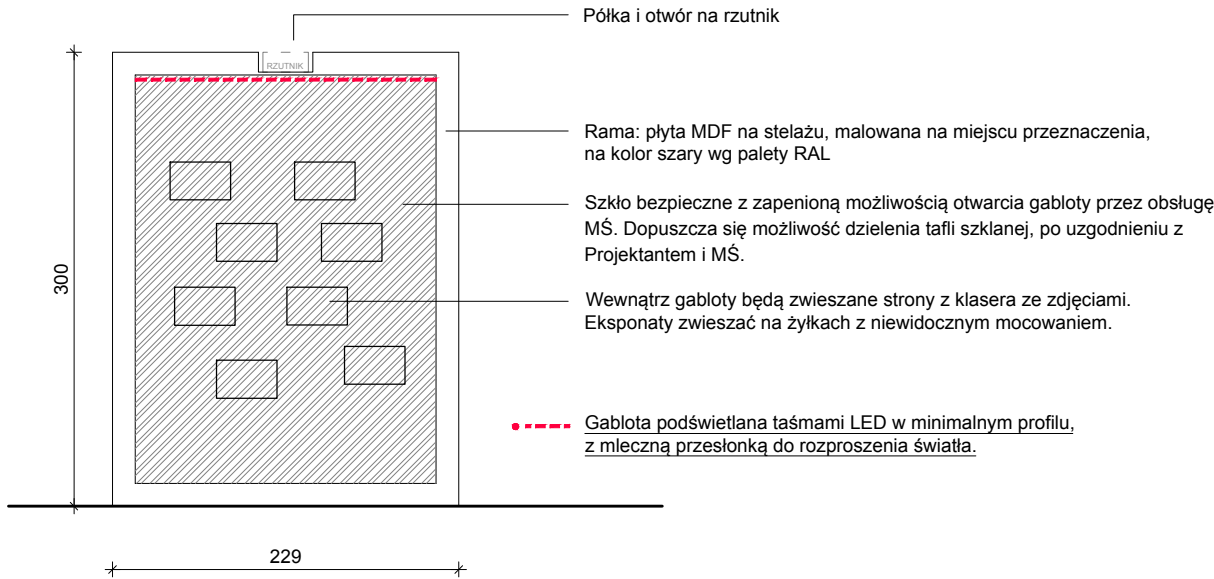 Półka i otwór na rzutnik
RZUTNIK
Rama: płyta MDF na stelażu, malowana na miejscu przeznaczenia,
na kolor szary wg palety RAL
Szkło bezpieczne z zapenioną możliwością otwarcia gabloty przez obsługę
MŚ. Dopuszcza się możliwość dzielenia tafli szklanej, po uzgodnieniu z
Projektantem i MŚ.
300
Wewnątrz gabloty będą zwieszane strony z klasera ze zdjęciami.
Eksponaty zwieszać na żyłkach z niewidocznym mocowaniem.
Gablota podświetlana taśmami LED w minimalnym profilu,
z mleczną przesłonką do rozproszenia światła.
229